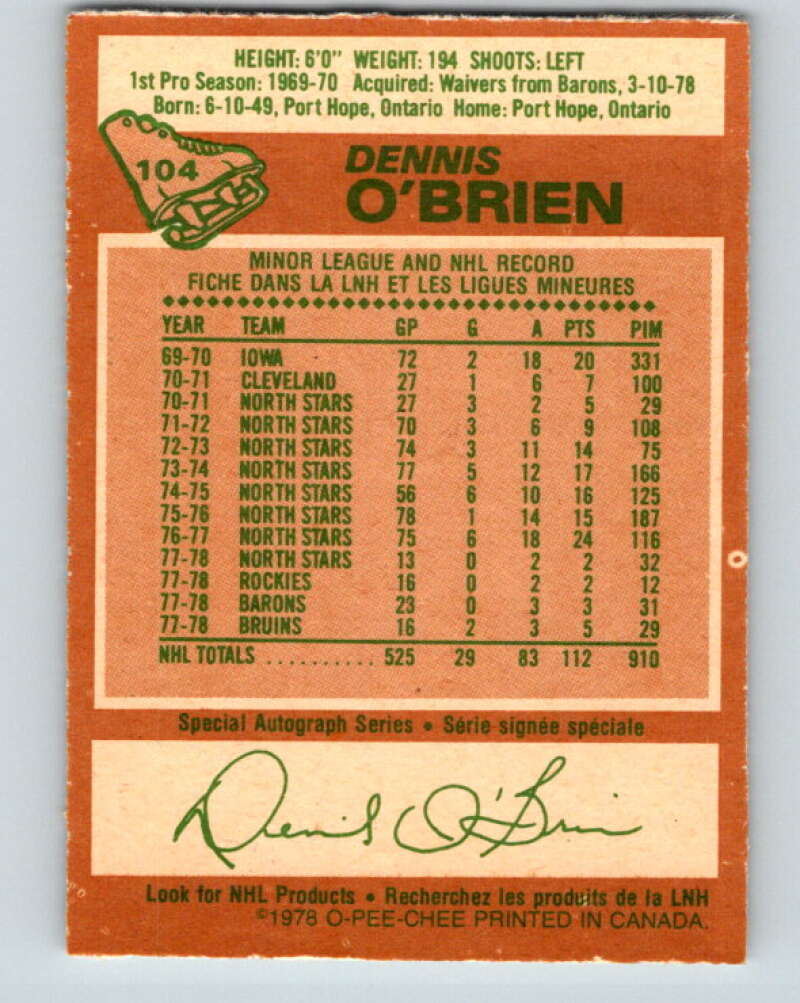 HEIGHT: 6'0" WEIGHT: 194 SHOOTS: LEFT
1st Pro Season: 1969-70 Acquired: Waivers from Barons, 3-10-78
Born: 6-10-49, Port Hope, Ontario Home: Port Hope, Ontario
104
DENNIS
O'BRIEN
MINOR LEAGUE AND NHL RECORD
FICHE DANS LA LNH ET LES LIGUES MINEURES
YEAR TEAM GP G A PTS PIM
69-70 IOWA 72 2 18 20 331
70-71 CLEVELAND 27 1 6 7 100
70-71 NORTH STARS 27 3 2 5 29
71-72 NORTH STARS 70 3 6 9 108
72-73 NORTH STARS 74 3 11 14 75
73-74 NORTH STARS 77 5 12 17 166
74-75 NORTH STARS 56 6 10 16 125
75-76 NORTH STARS 78 1 14 15 187
76-77 NORTH STARS 75 6 18 24 116
77-78 NORTH STARS 13 0 2 2 32
77-78 ROCKIES 16 0 2 2 12
77-78 BARONS 23 0 3 3 31
77-78 BRUINS 16 2 3 5 29
NHL TOTALS .......... 525 29 83 112 910
Special Autograph Series • Série signée spéciale
Dennis O'Brien
Look for NHL Products • Recherchez les produits de la LNH
©1978 O-PEE-CHEE PRINTED IN CANADA.